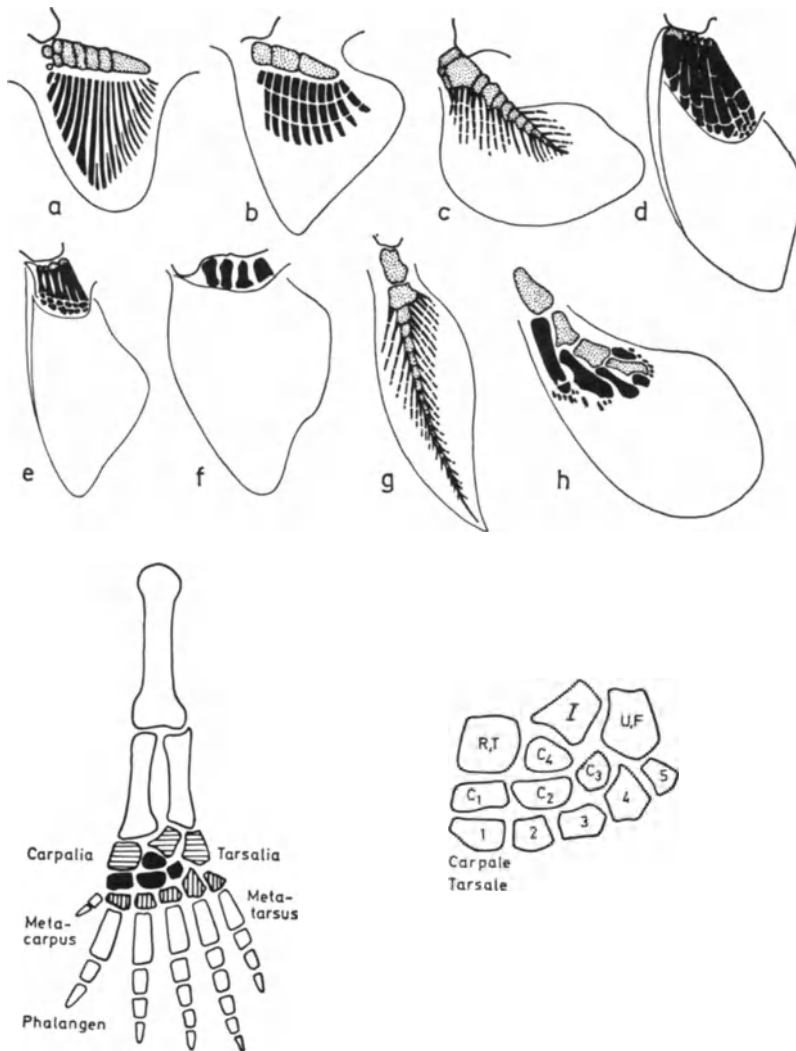 a
b
c
d
e
f
g
h
Carpalia
Tarsalia
Meta-
carpus
Meta-
tarsus
Phalangen
R,T
I
U,F
C4
C3
C1
C2
5
4
3
1
2
Carpale
Tarsale